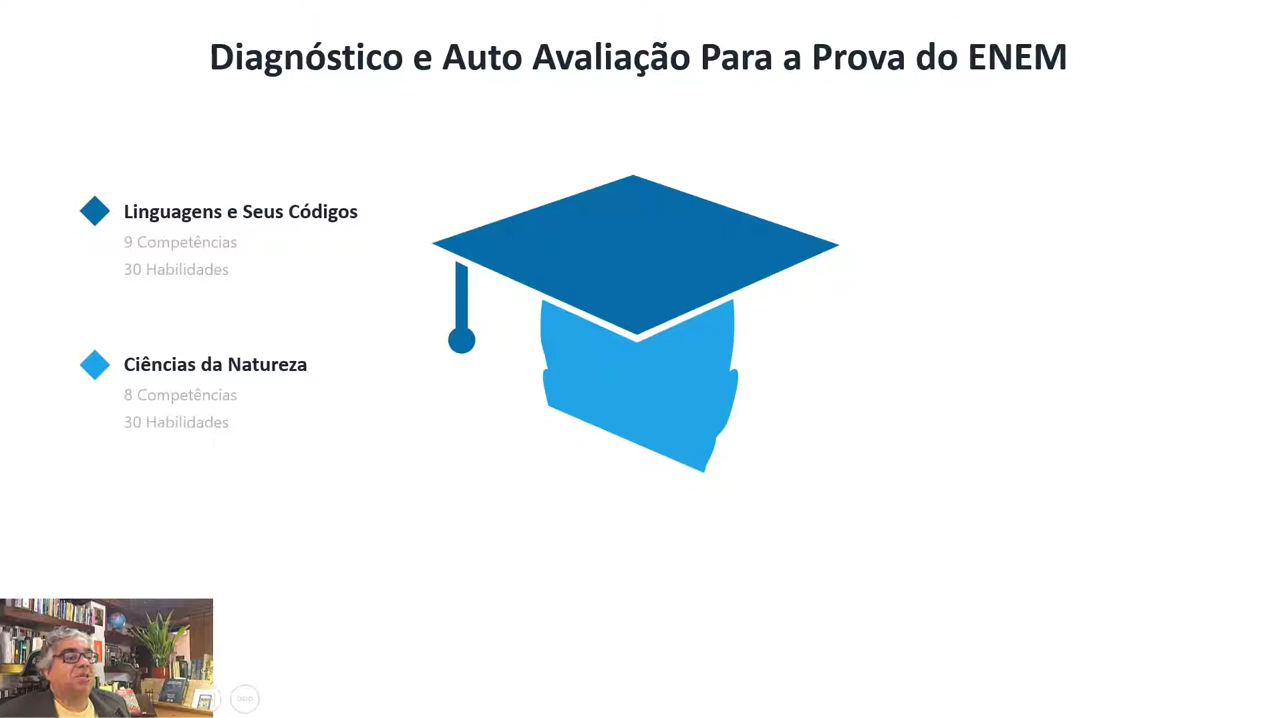 Diagnóstico e Auto Avaliação Para a Prova do ENEM
Linguagens e Seus Códigos
9 Competências
30 Habilidades
Ciências da Natureza
8 Competências
30 Habilidades